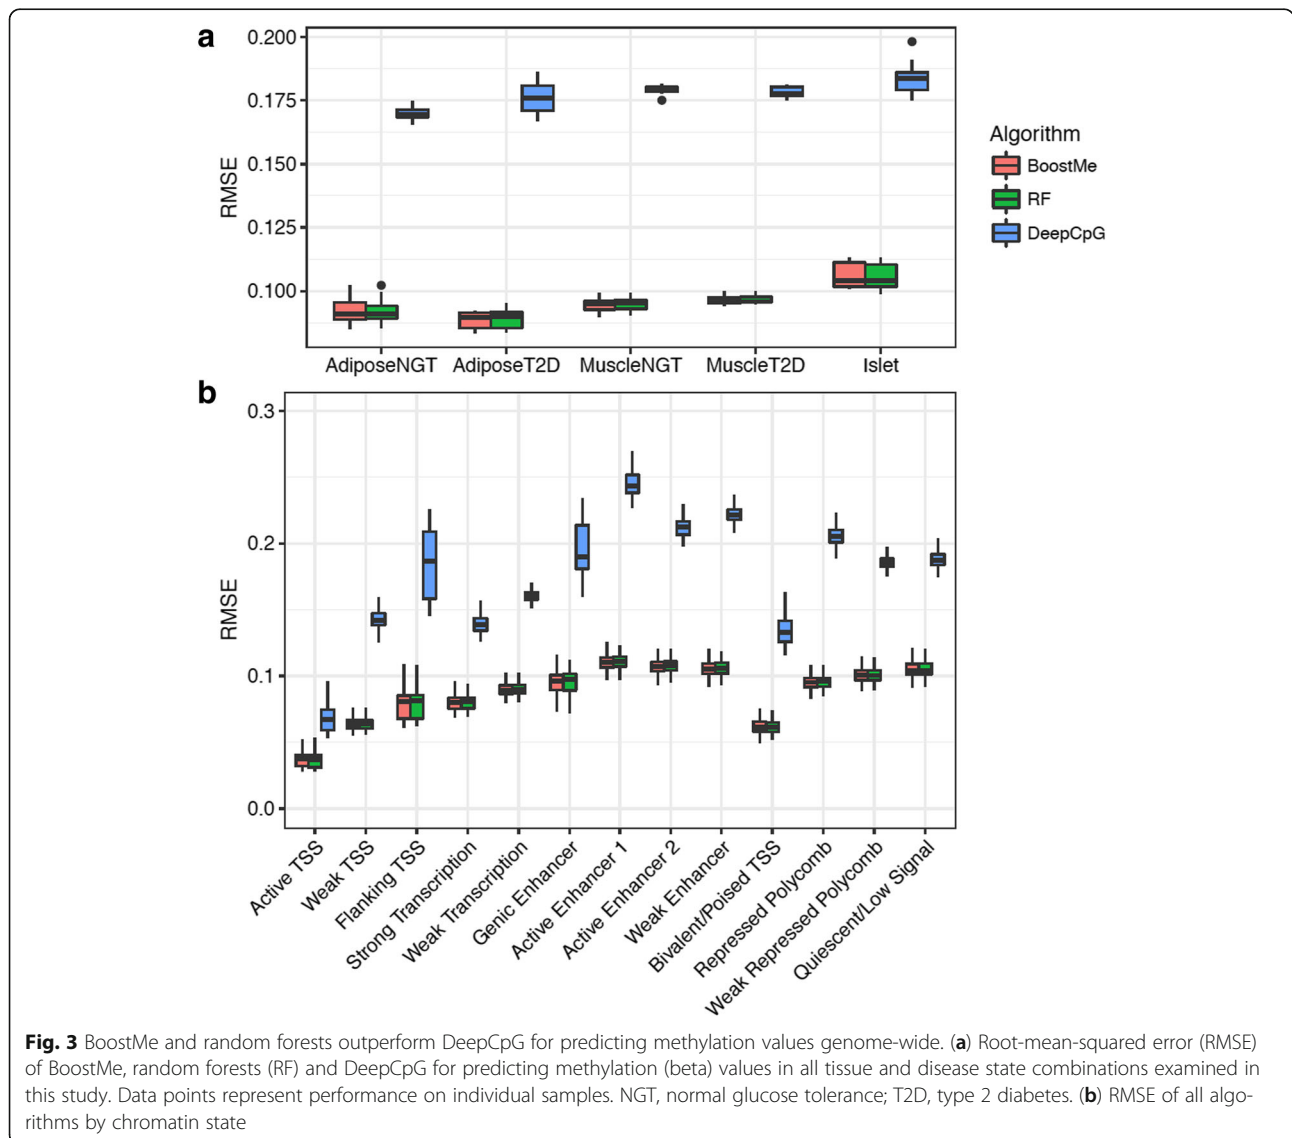 a
0.200
0.175
0.150
0.125
0.100
RMSE
AdiposeNGT
AdiposeT2D
MuscleNGT
MuscleT2D
Islet
Algorithm
BoostMe
RF
DeepCpG
b
0.3
0.2
0.1
0.0
RMSE
Active TSS
Weak TSS
Flanking TSS
Strong Transcription
Weak Transcription
Genic Enhancer
Active Enhancer 1
Active Enhancer 2
Weak Enhancer
Bivalent/Poised TSS
Repressed Polycomb
Weak Repressed Polycomb
Quiescent/Low Signal
Fig. 3 BoostMe and random forests outperform DeepCpG for predicting methylation values genome-wide. (a) Root-mean-squared error (RMSE)
of BoostMe, random forests (RF) and DeepCpG for predicting methylation (beta) values in all tissue and disease state combinations examined in
this study. Data points represent performance on individual samples. NGT, normal glucose tolerance; T2D, type 2 diabetes. (b) RMSE of all algo-
rithms by chromatin state